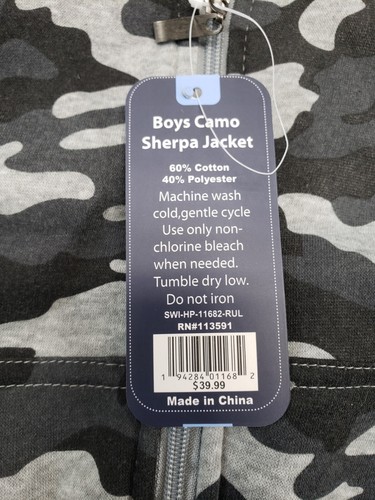 Boys Camo
Sherpa Jacket
60% Cotton
40% Polyester
Machine wash
cold,gentle cycle
Use only non-
chlorine bleach
when needed.
Tumble dry low.
Do not iron
SWI-HP-11682-RUL
RN#113591
1 94284 01168 2
$39.99
Made in China